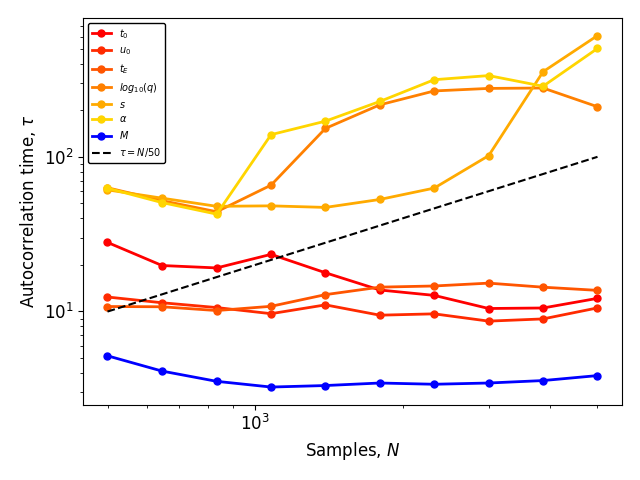 t₀
u₀
t_E
log₁₀(q)
s
α
M
τ = N/50
Autocorrelation time, τ
10²
10¹
10³
Samples, N